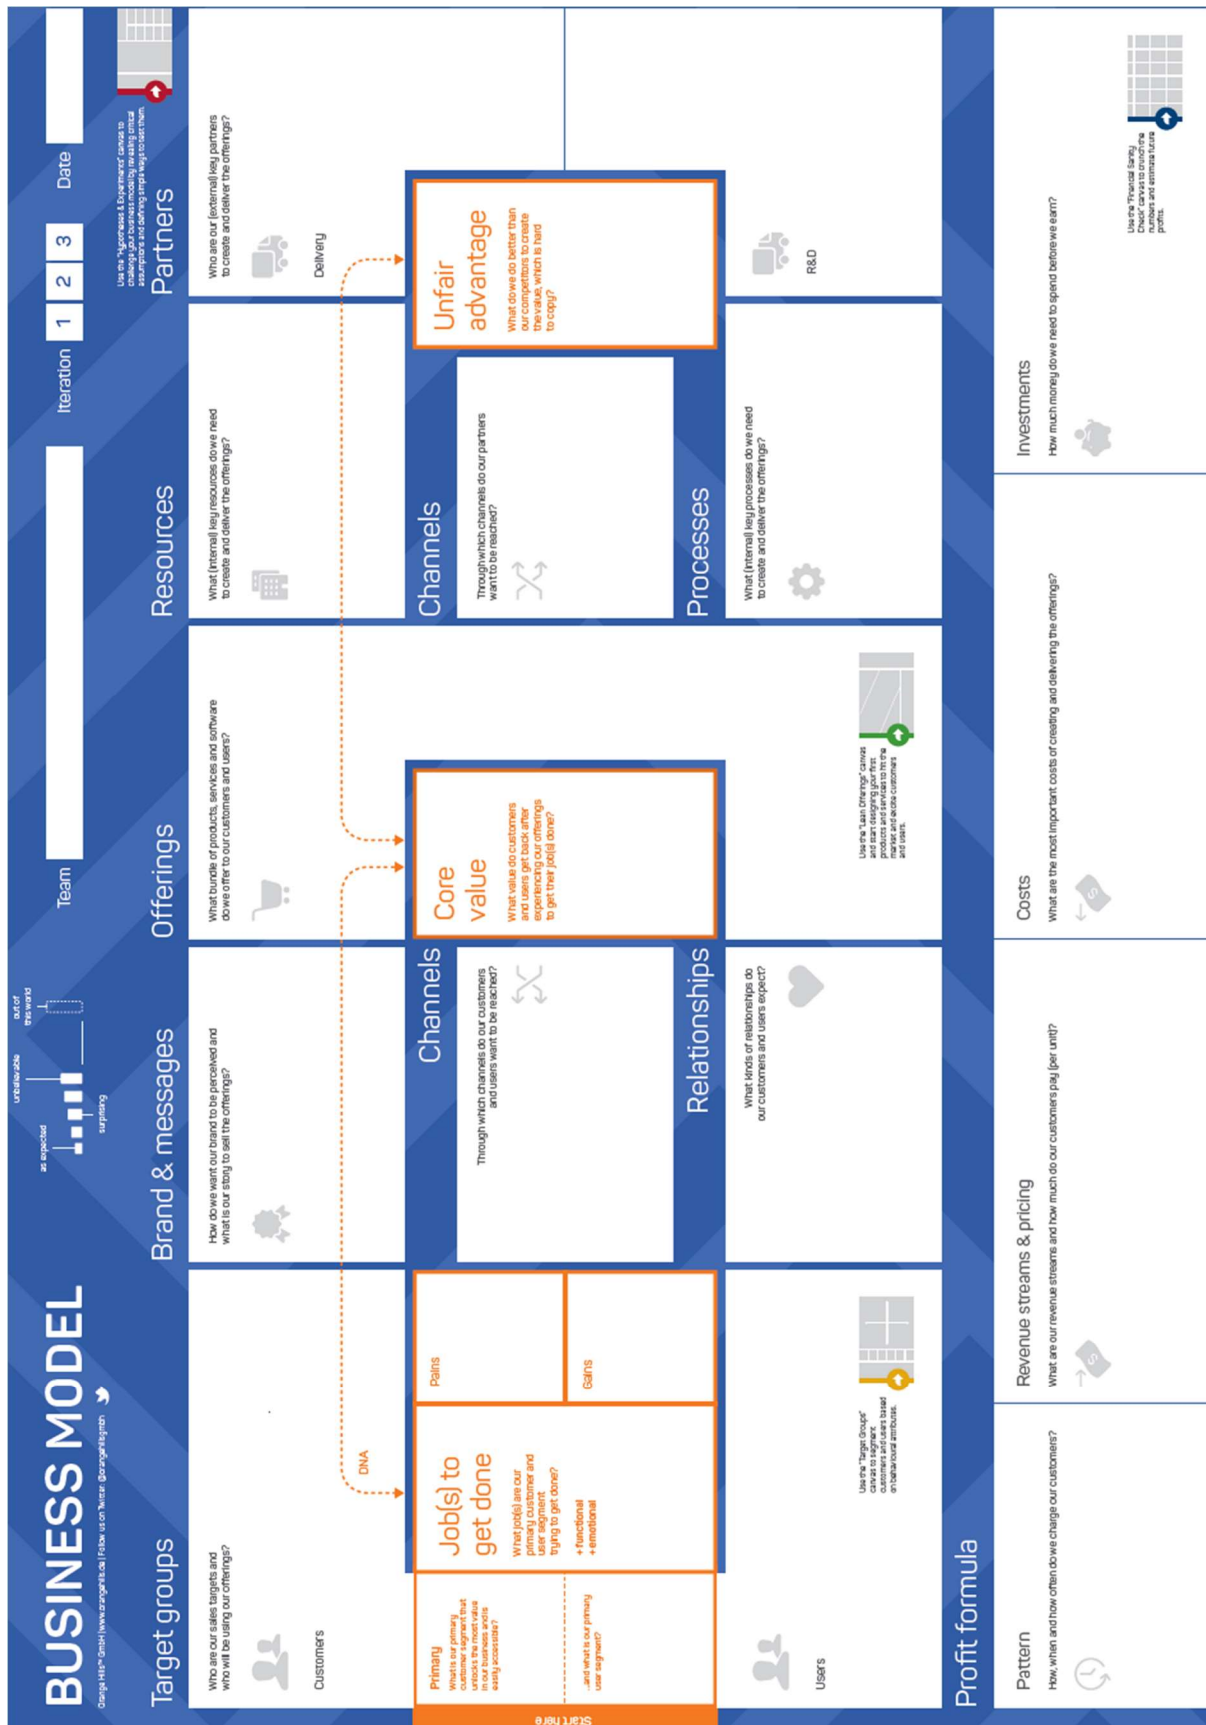 BUSINESS MODEL
Orange Hills™ GmbH | www.orangehills.de | Follow us on Twitter: @orangehillsgmbh
as expected
surprising
unbelievable
out of
this world
Team
Iteration
1
2
3
Date
Use the "Hypotheses & Experiments" canvas to
challenge your business model by revealing critical
assumptions and defining simple ways to test them.
Target groups
Who are our sales targets and
who will be using our offerings?
Customers
Start here
Primary
What is our primary
customer segment that
unlocks the most value
in our business and is
easily accessible?
...and what is our primary
user segment?
DNA
Job(s) to
get done
What job(s) are our
primary customer and
user segment
trying to get done?
+ functional
+ emotional
Pains
Gains
Users
Use the "Target Groups"
canvas to segment
customers and users based
on behavioural attributes.
Brand & messages
How do we want our brand to be perceived and
what is our story to sell the offerings?
Channels
Through which channels do our customers
and users want to be reached?
Relationships
What kinds of relationships do
our customers and users expect?
Offerings
What bundle of products, services and software
do we offer to our customers and users?
Core
value
What value do customers
and users get back after
experiencing our offerings
to get their job(s) done?
Use the "Lean Offerings" canvas
and start designing your first
products and services to hit the
market and excite customers
and users.
Resources
What (internal) key resources do we need
to create and deliver the offerings?
Channels
Through which channels do our partners
want to be reached?
Processes
What (internal) key processes do we need
to create and deliver the offerings?
Partners
Who are our (external) key partners
to create and deliver the offerings?
Delivery
Unfair
advantage
What do we do better than
our competitors to create
the value, which is hard
to copy?
R&D
Profit formula
Pattern
How, when and how often do we charge our customers?
Revenue streams & pricing
What are our revenue streams and how much do our customers pay (per unit)?
Costs
What are the most important costs of creating and delivering the offerings?
Investments
How much money do we need to spend before we earn?
Use the "Financial Sanity
Check" canvas to crunch the
numbers and estimate future
profits.